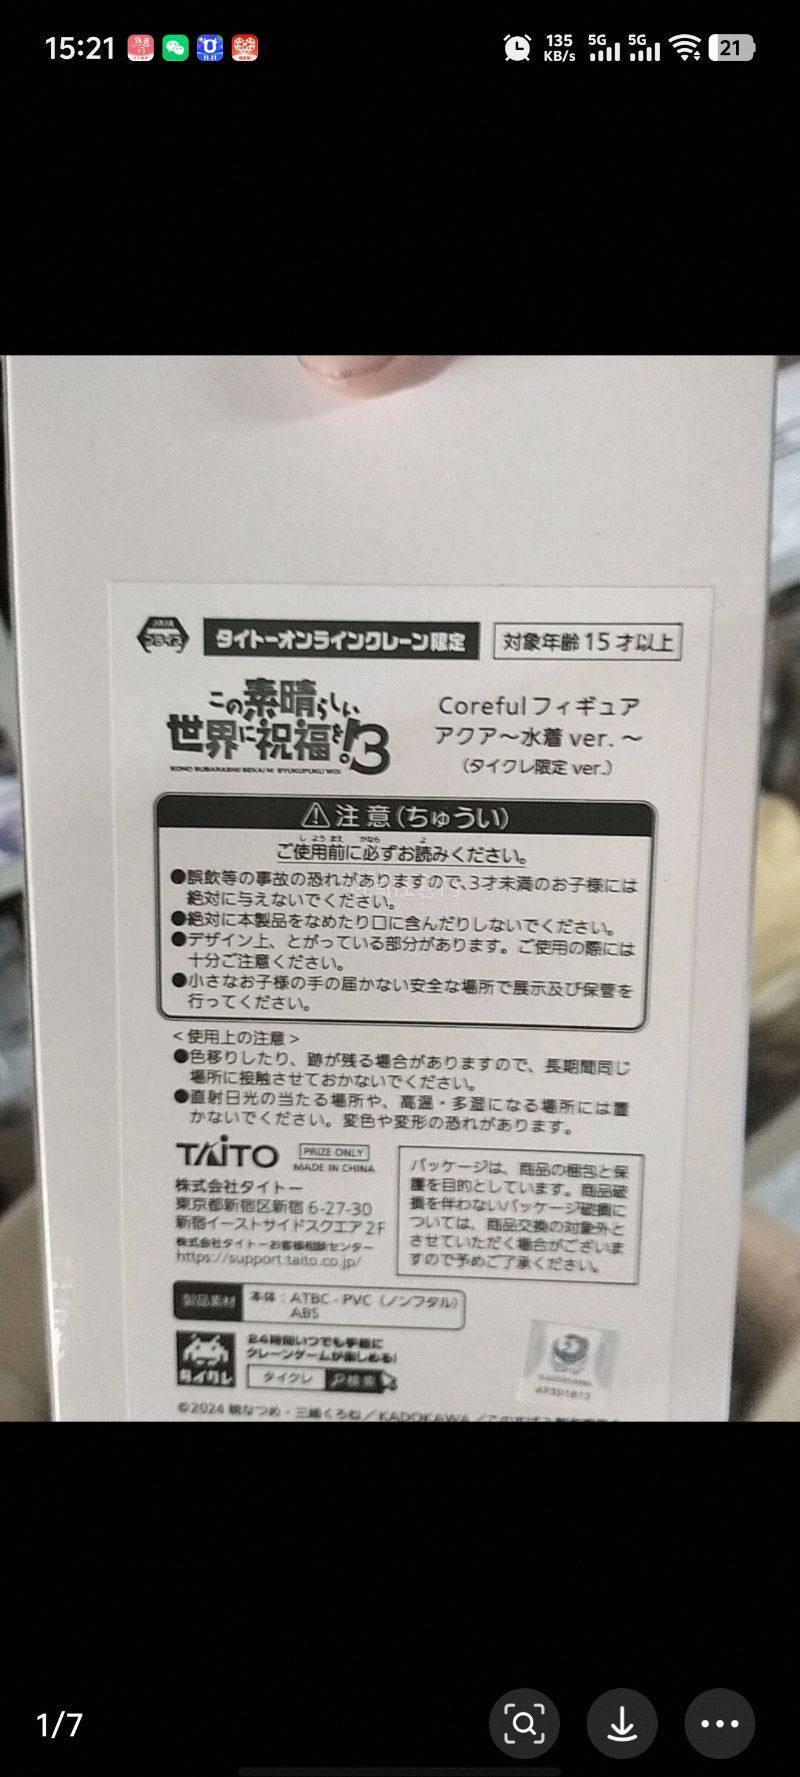 15:21
135
KB/s
5G
5G
21
タイトーオンラインクレーン限定
対象年齢15才以上
この素晴らしい
世界に祝福を!3
KONO SUBARASHII SEKAI NI SYUKUFUKU WO!
Corefulフィギュア
アクア～水着ver.～
(タイクレ限定ver.)
⚠注意(ちゅうい)
ご使用前に必ずお読みください。
●誤飲等の事故の恐れがありますので、3才未満のお子様には
絶対に与えないでください。
●絶対に本製品をなめたり口に含んだりしないでください。
●デザイン上、とがっている部分があります。ご使用の際には
十分ご注意ください。
●小さなお子様の手の届かない安全な場所で展示及び保管を
行ってください。
<使用上の注意>
●色移りしたり、跡が残る場合がありますので、長期間同じ
場所に接触させておかないでください。
●直射日光の当たる場所や、高温・多湿になる場所には置
かないでください。変色や変形の恐れがあります。
TAITO
PRIZE ONLY
MADE IN CHINA
株式会社タイトー
東京都新宿区新宿6-27-30
新宿イーストサイドスクエア2F
株式会社タイトーお客様相談センター
https://support.taito.co.jp/
パッケージは、商品の梱包と保
護を目的としています。商品破
損を伴わないパッケージ破損に
ついては、商品交換の対象外と
させていただく場合がございま
すので予めご了承ください。
製品素材
本体：ATBC-PVC（ノンフタル）
ABS
タイクレ
24時間いつでも手軽に
クレーンゲームが楽しめる!
タイクレ
検索
©2024 暁なつめ・三嶋くろね/KADOKAWA/このすば3
1/7